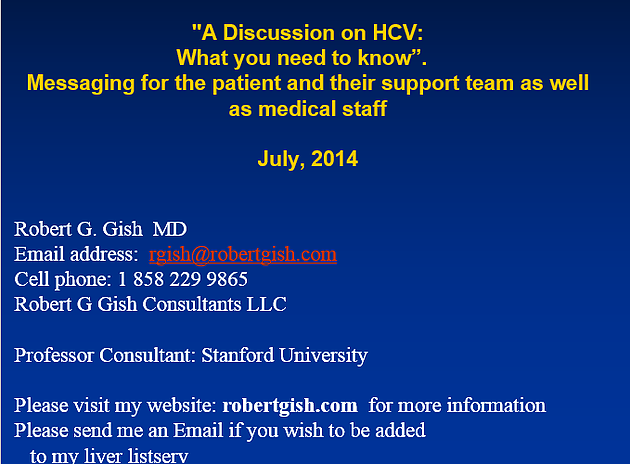 "A Discussion on HCV:
What you need to know”.
Messaging for the patient and their support team as well
as medical staff
July, 2014
Robert G. Gish  MD
Email address:  rgish@robertgish.com
Cell phone: 1 858 229 9865
Robert G Gish Consultants LLC
Professor Consultant: Stanford University
Please visit my website: robertgish.com  for more information
Please send me an Email if you wish to be added
to my liver listserv